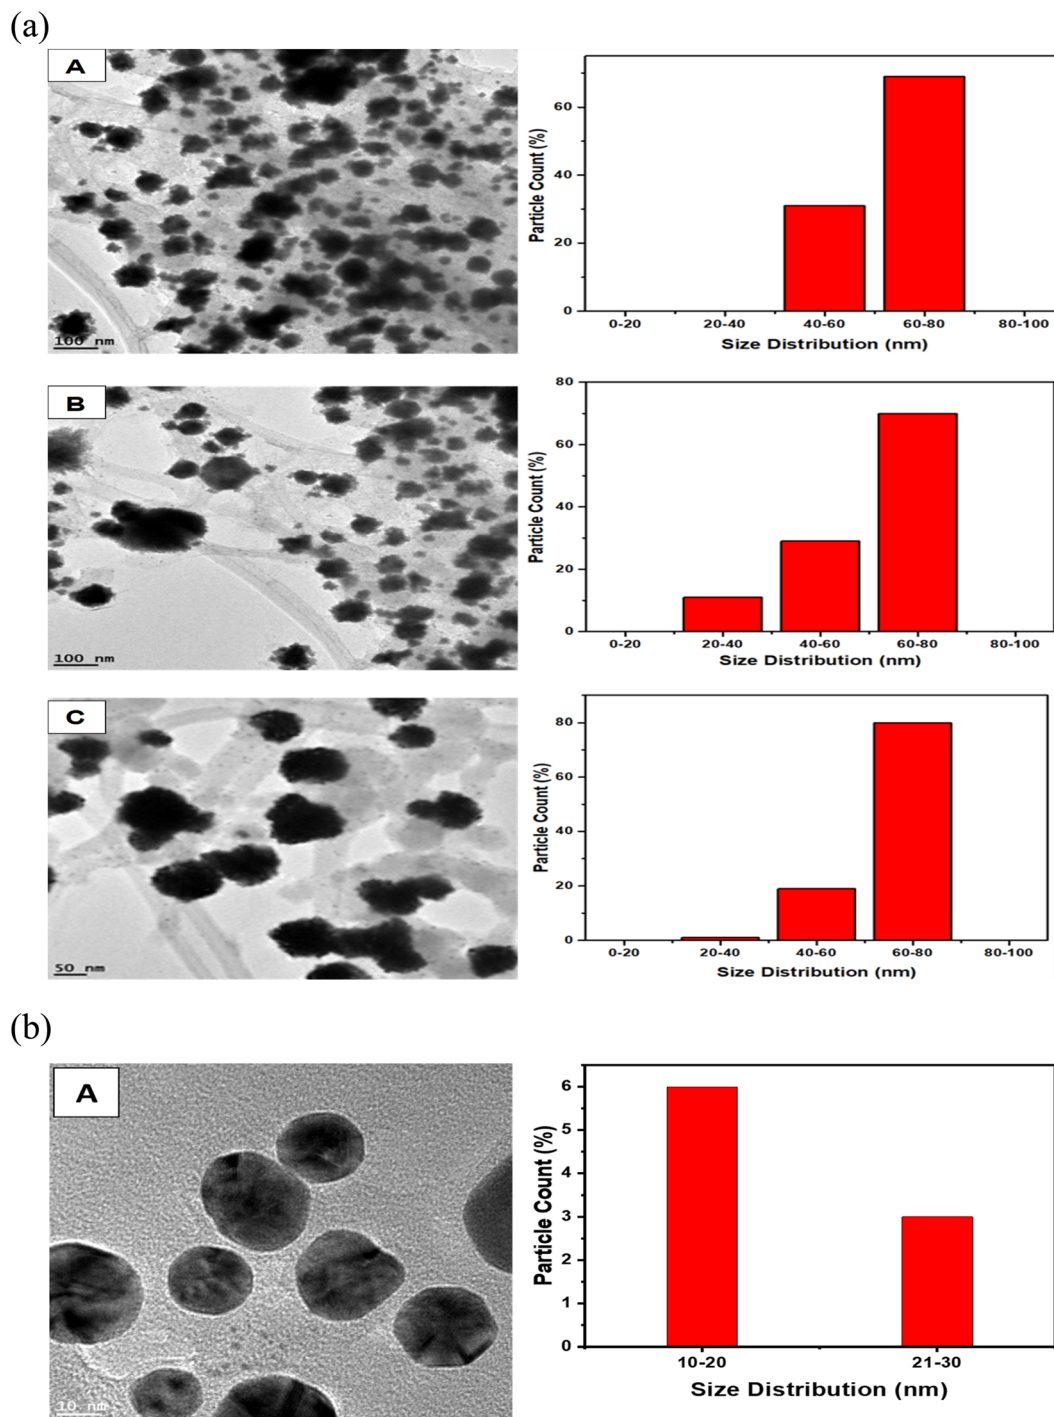 (a)
A
100 nm
Particle Count (%)
60
40
20
0
0-20 20-40 40-60 60-80 80-100
Size Distribution (nm)
B
100 nm
Particle Count (%)
80
60
40
20
0
0-20 20-40 40-60 60-80 80-100
Size Distribution (nm)
C
50 nm
Particle Count (%)
80
60
40
20
0
0-20 20-40 40-60 60-80 80-100
Size Distribution (nm)
(b)
A
10 nm
Particle Count (%)
6
5
4
3
2
1
0
10-20 21-30
Size Distribution (nm)